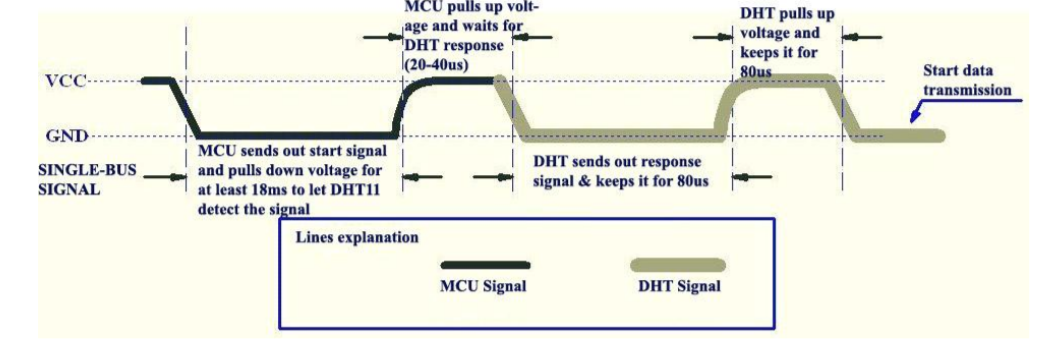 MCU pulls up volt-
age and waits for
DHT response
(20-40us)
DHT pulls up
voltage and
keeps it for
80us
Start data
transmission
VCC
GND
SINGLE-BUS
SIGNAL
MCU sends out start signal
and pulls down voltage for
at least 18ms to let DHT11
detect the signal
DHT sends out response
signal & keeps it for 80us
Lines explanation
MCU Signal
DHT Signal